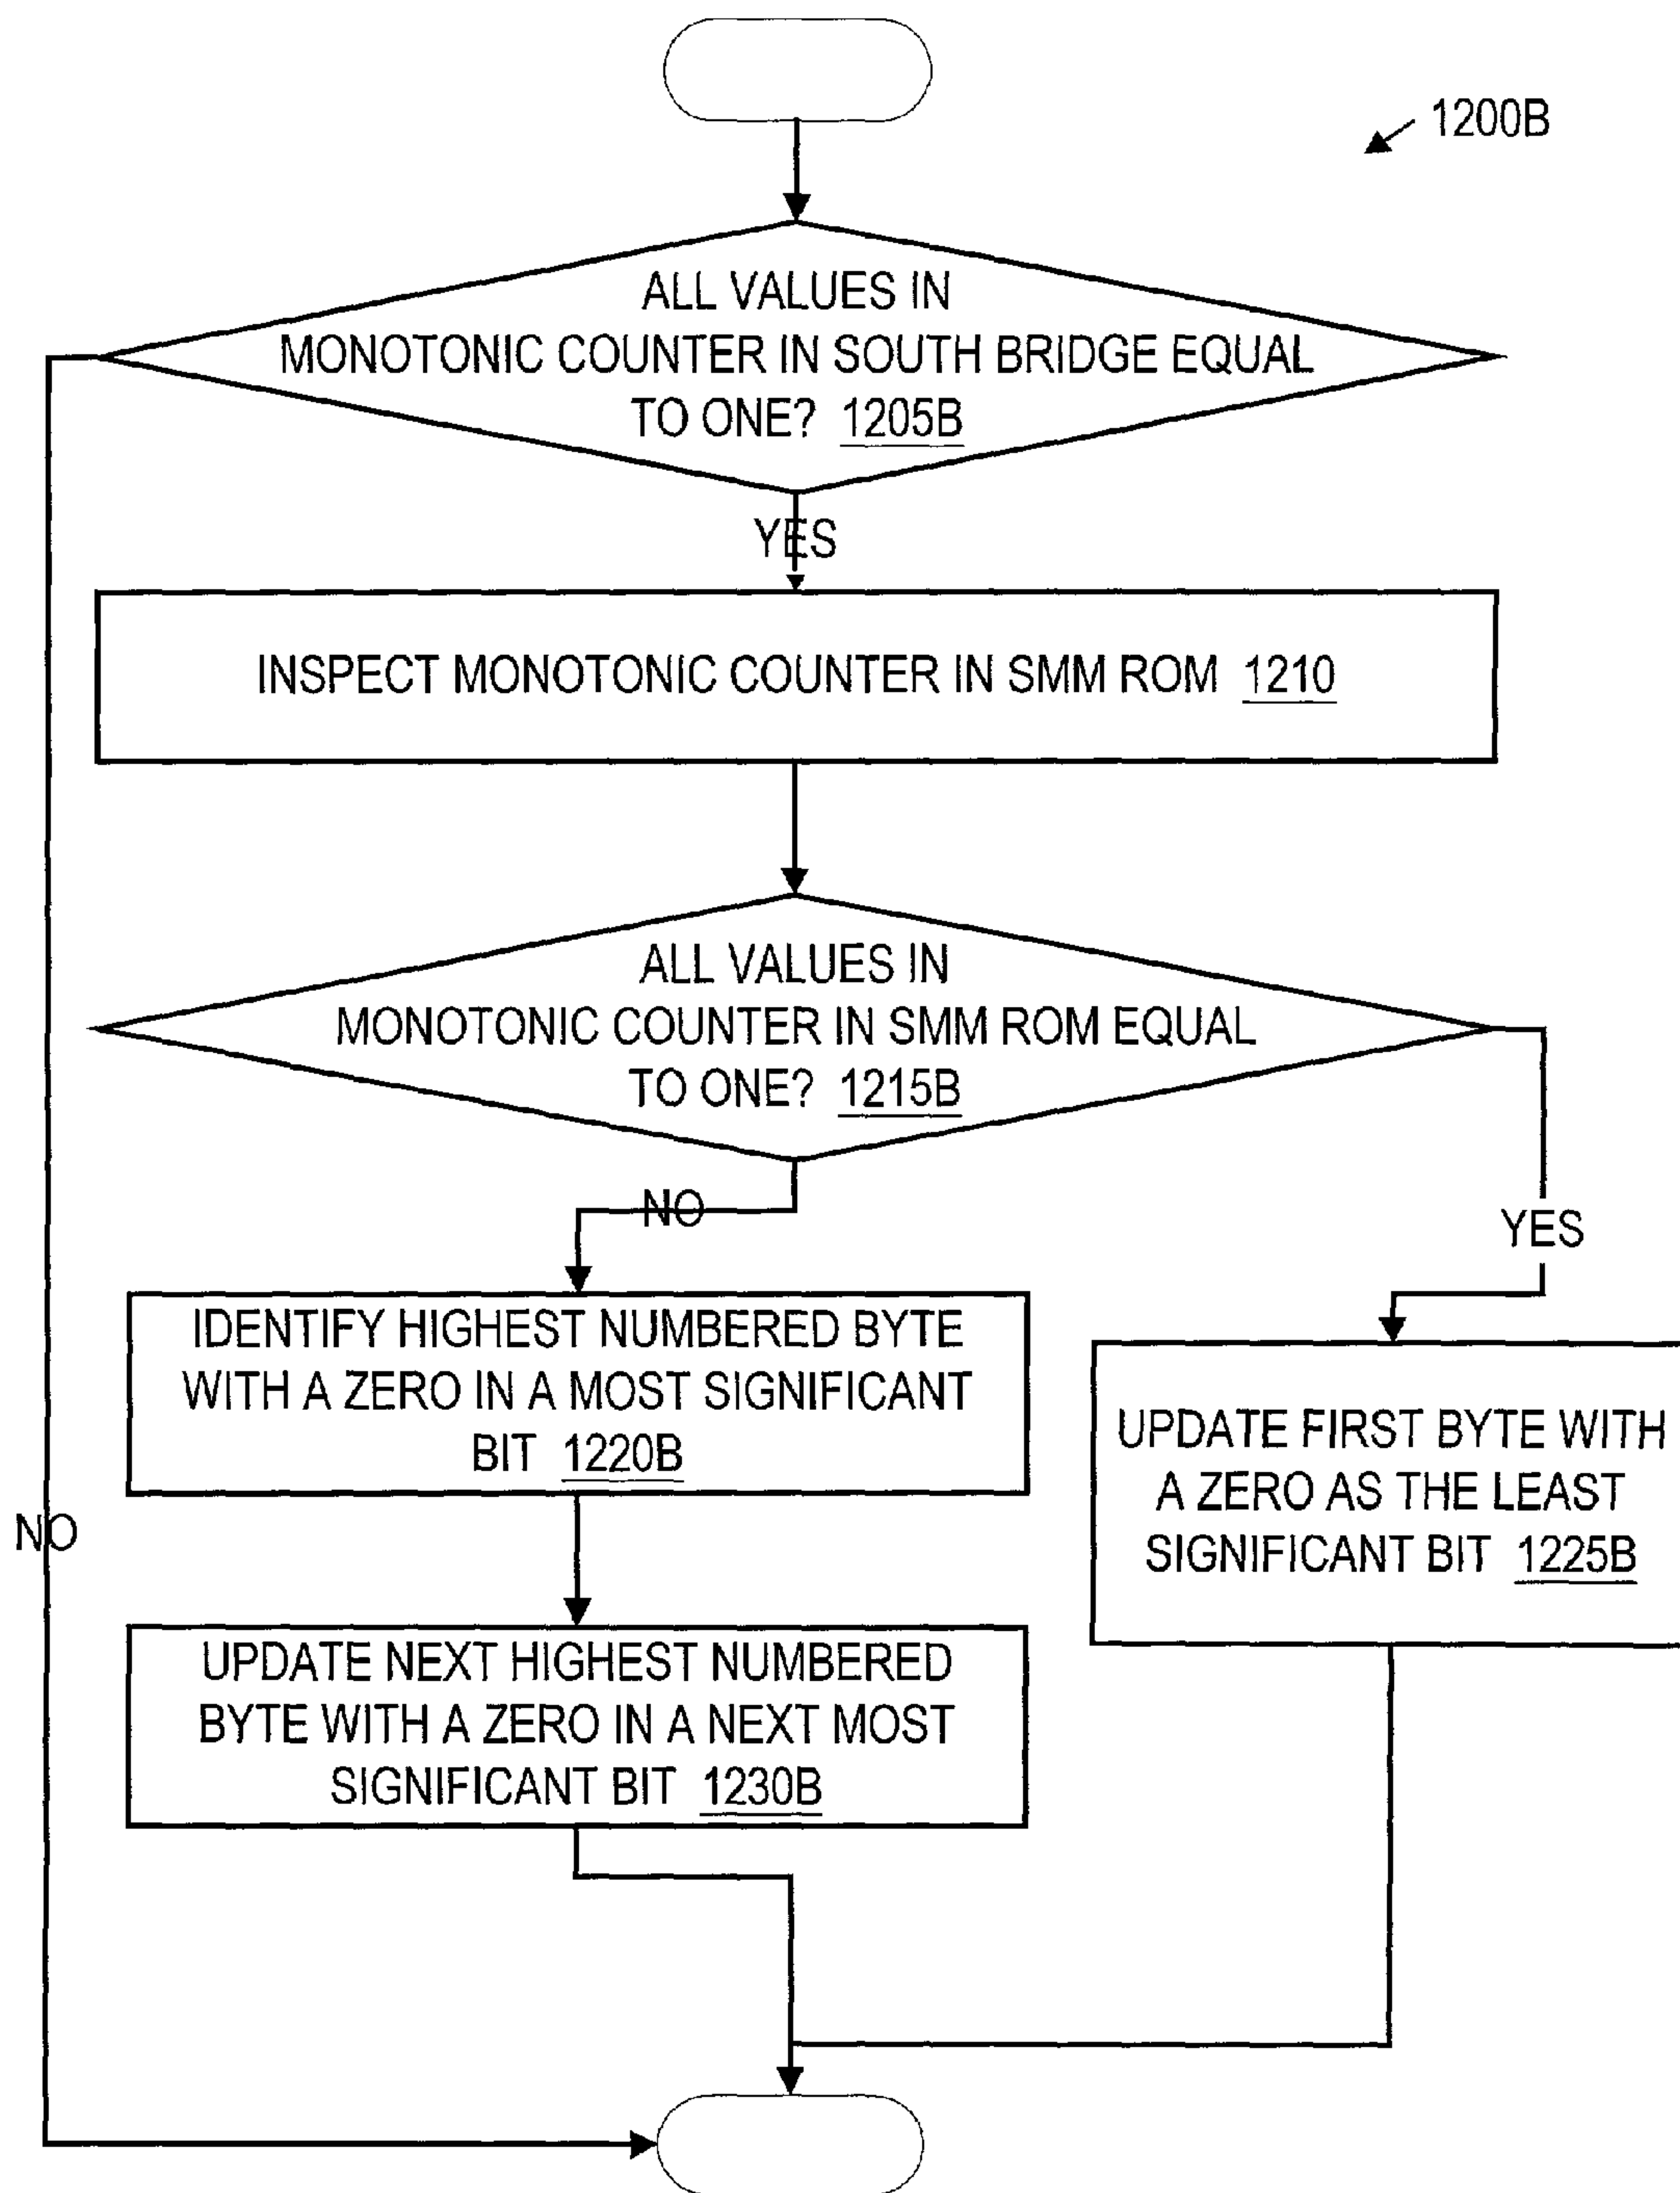 1200B
ALL VALUES IN
MONOTONIC COUNTER IN SOUTH BRIDGE EQUAL
TO ONE? 1205B
YES
INSPECT MONOTONIC COUNTER IN SMM ROM 1210
ALL VALUES IN
MONOTONIC COUNTER IN SMM ROM EQUAL
TO ONE? 1215B
NO
YES
IDENTIFY HIGHEST NUMBERED BYTE
WITH A ZERO IN A MOST SIGNIFICANT
BIT 1220B
UPDATE FIRST BYTE WITH
A ZERO AS THE LEAST
SIGNIFICANT BIT 1225B
NO
UPDATE NEXT HIGHEST NUMBERED
BYTE WITH A ZERO IN A NEXT MOST
SIGNIFICANT BIT 1230B